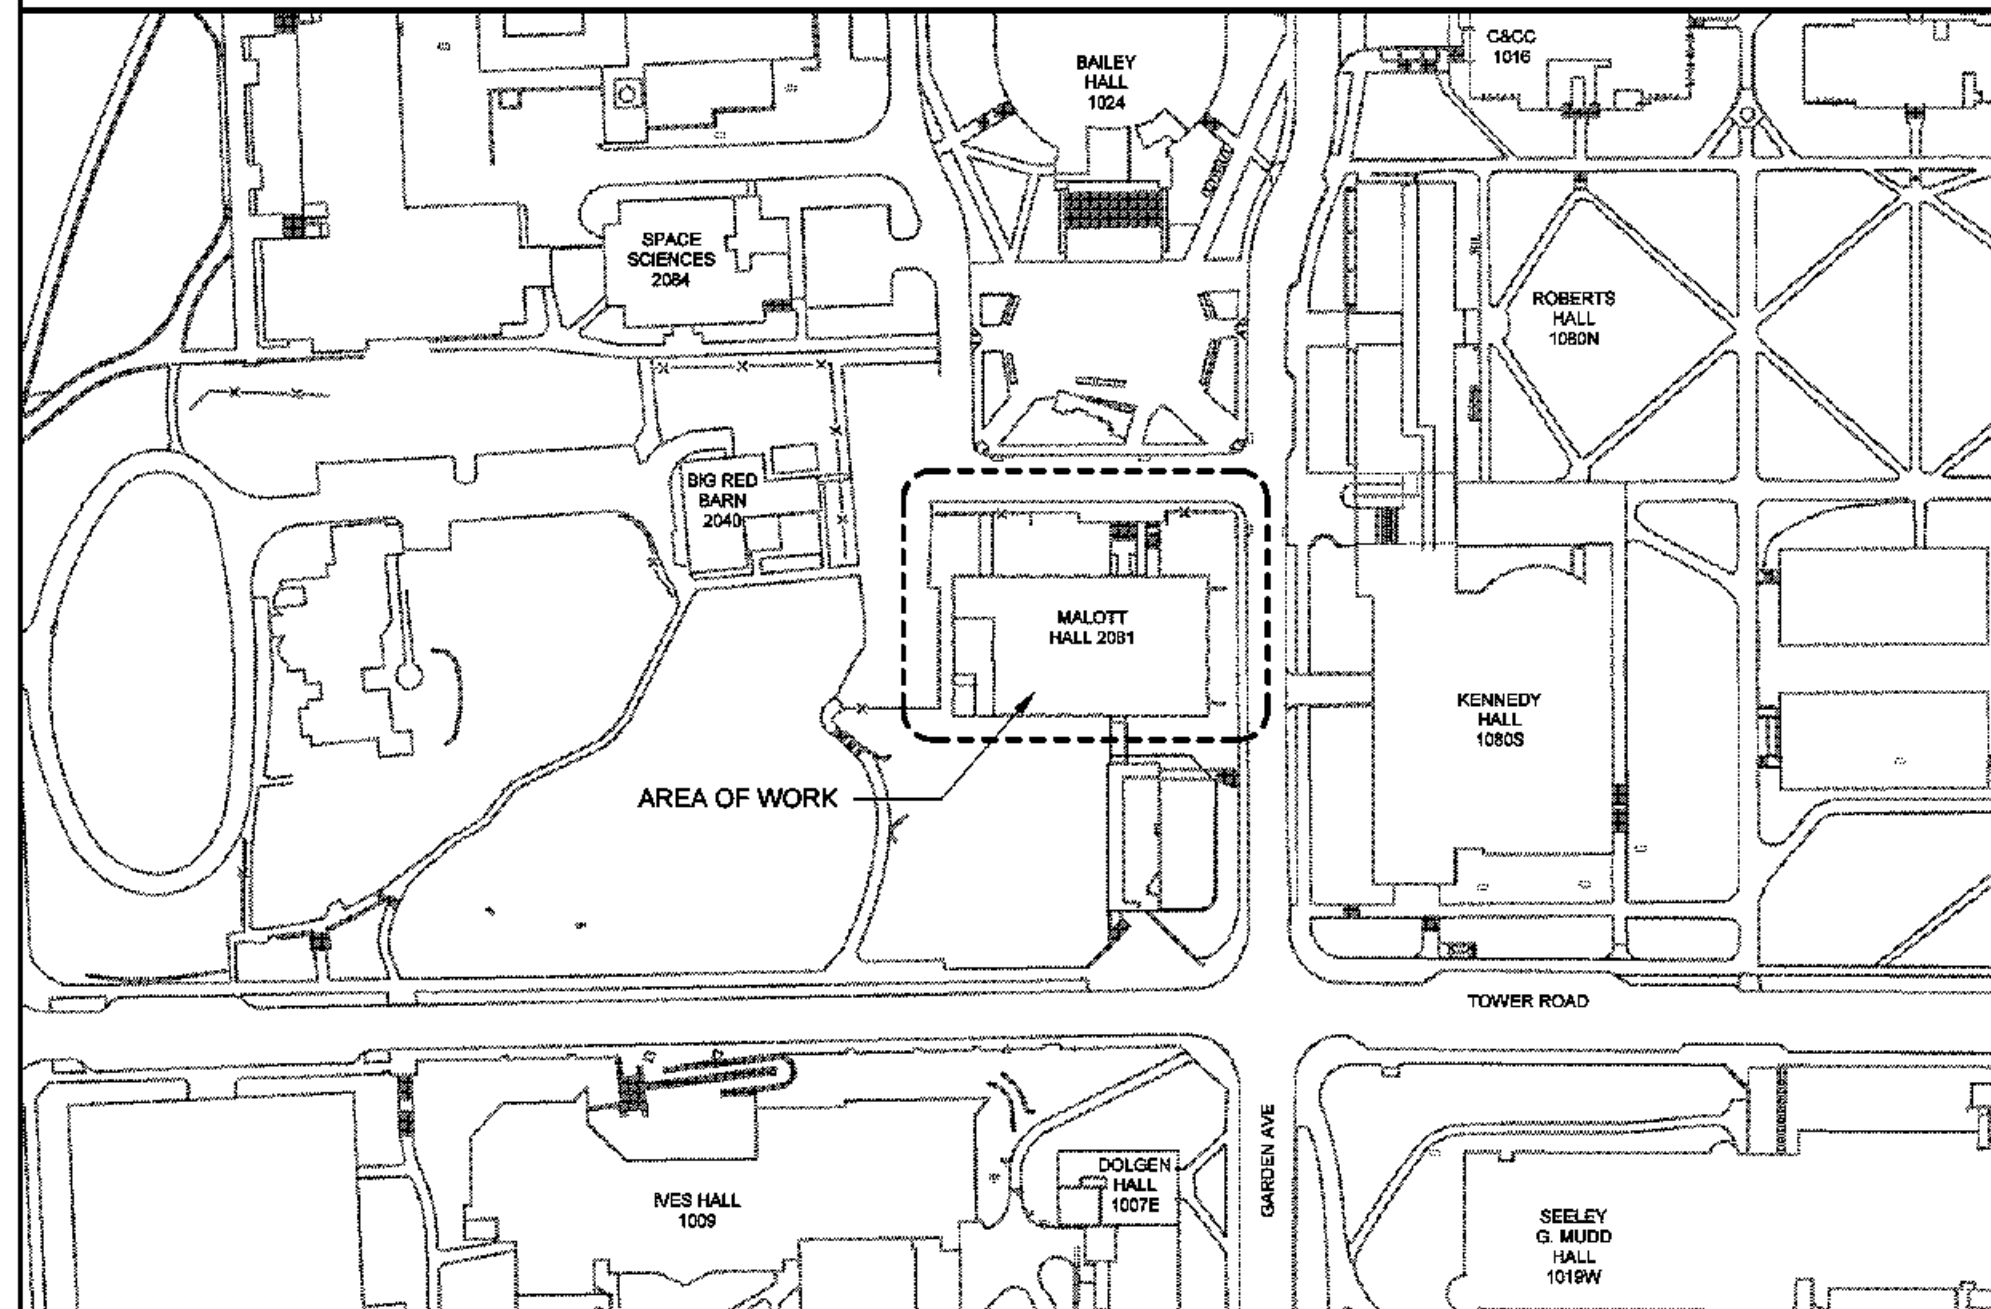 C&CC
1016
BAILEY
HALL
1024
SPACE
SCIENCES
2084
ROBERTS
HALL
1080N
BIG RED
BARN
2040
MALOTT
HALL 2081
KENNEDY
HALL
1080S
AREA OF WORK
TOWER ROAD
GARDEN AVE
DOLGEN
HALL
1007E
IVES HALL
1009
SEELEY
G. MUDD
HALL
1019W